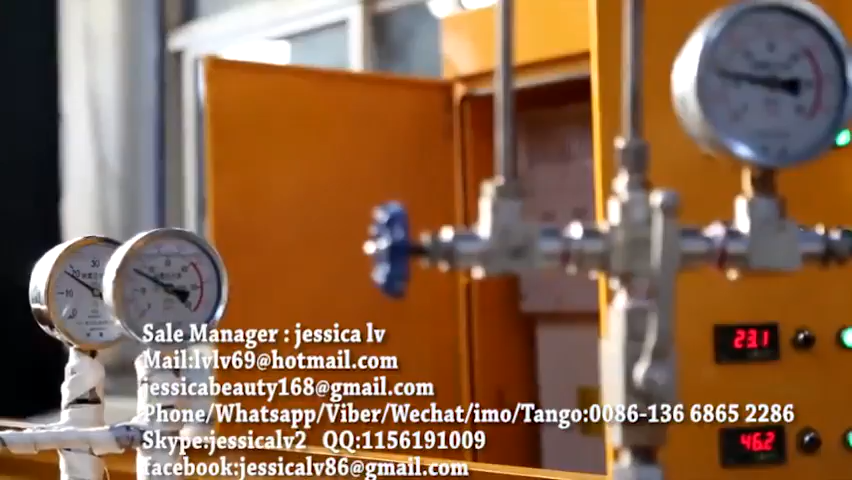 23.1
46.2
Sale Manager : jessica lv
Mail:lvlv69@hotmail.com
jessicabeauty168@gmail.com
Phone/Whatsapp/Viber/Wechat/imo/Tango:0086-136 6865 2286
Skype:jessicalv2 QQ:1156191009
facebook:jessicalv86@gmail.com